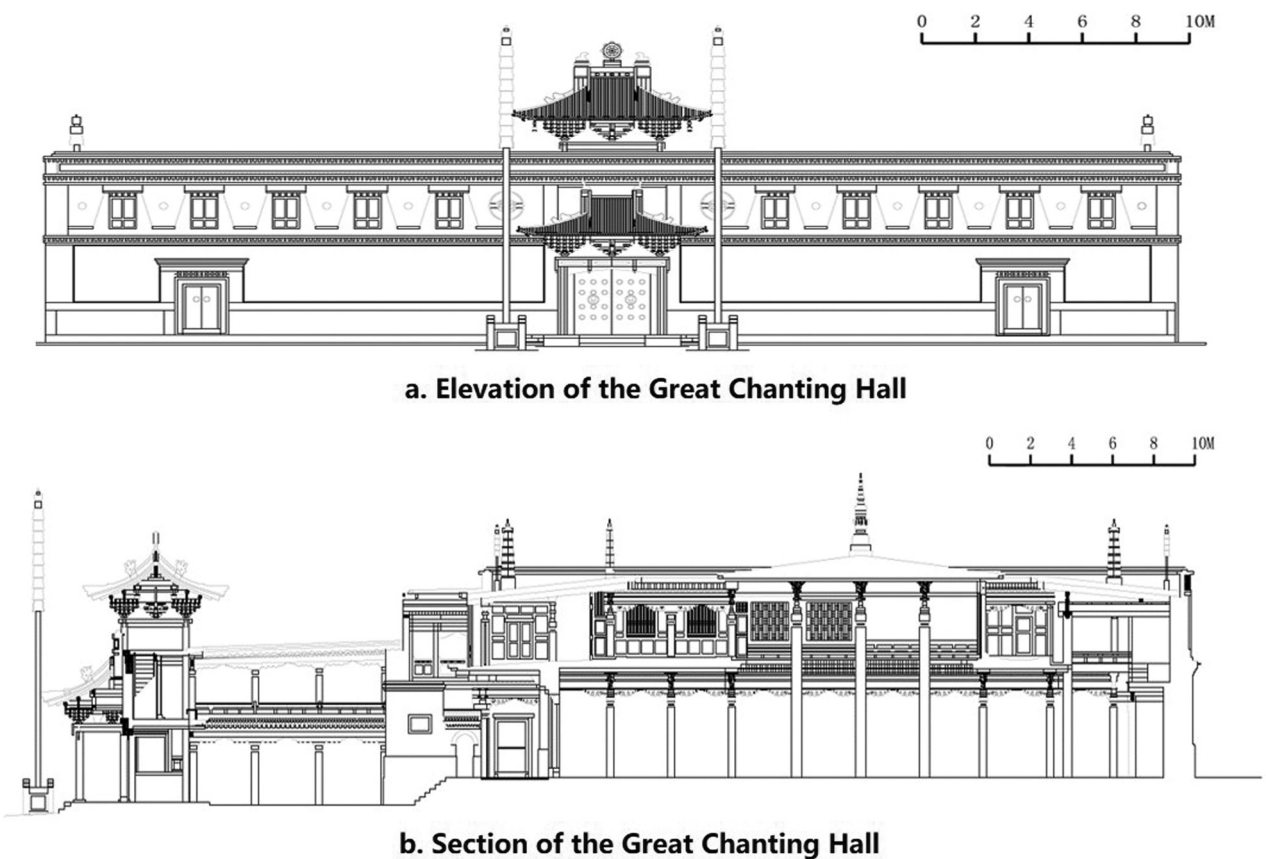 0 2 4 6 8 10M
a. Elevation of the Great Chanting Hall
0 2 4 6 8 10M
b. Section of the Great Chanting Hall